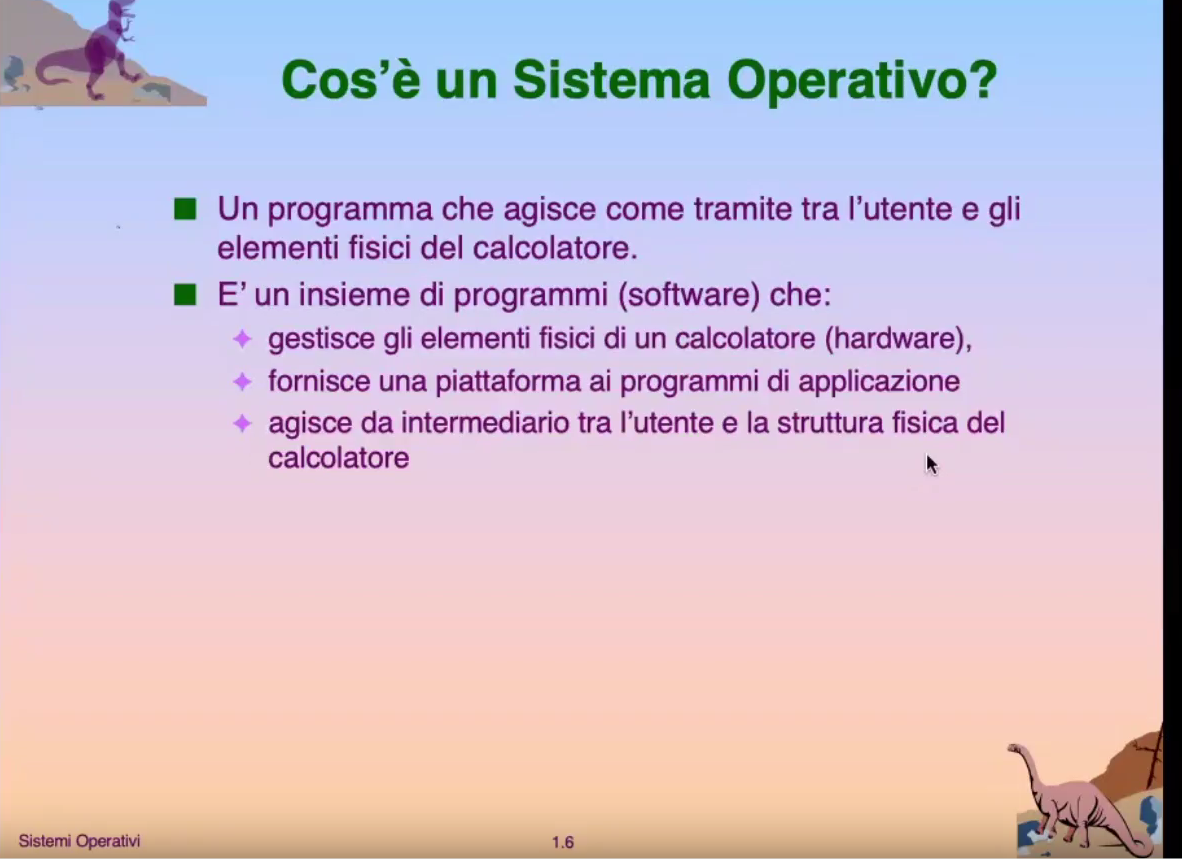 Cos’è un Sistema Operativo?
Un programma che agisce come tramite tra l’utente e gli
elementi fisici del calcolatore.
E’ un insieme di programmi (software) che:
gestisce gli elementi fisici di un calcolatore (hardware),
fornisce una piattaforma ai programmi di applicazione
agisce da intermediario tra l’utente e la struttura fisica del
calcolatore
Sistemi Operativi
1.6